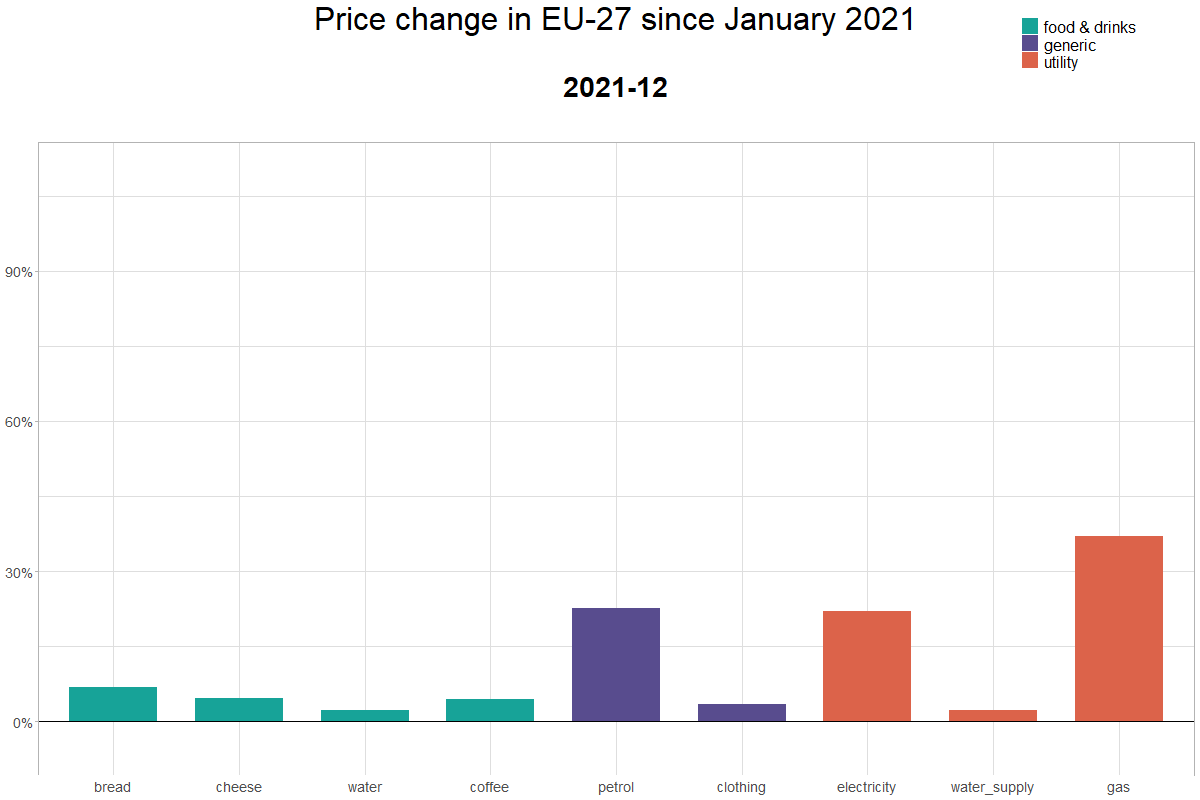 Price change in EU-27 since January 2021
food & drinks
generic
utility
2021-12
90%
60%
30%
0%
bread cheese water coffee petrol clothing electricity water_supply gas